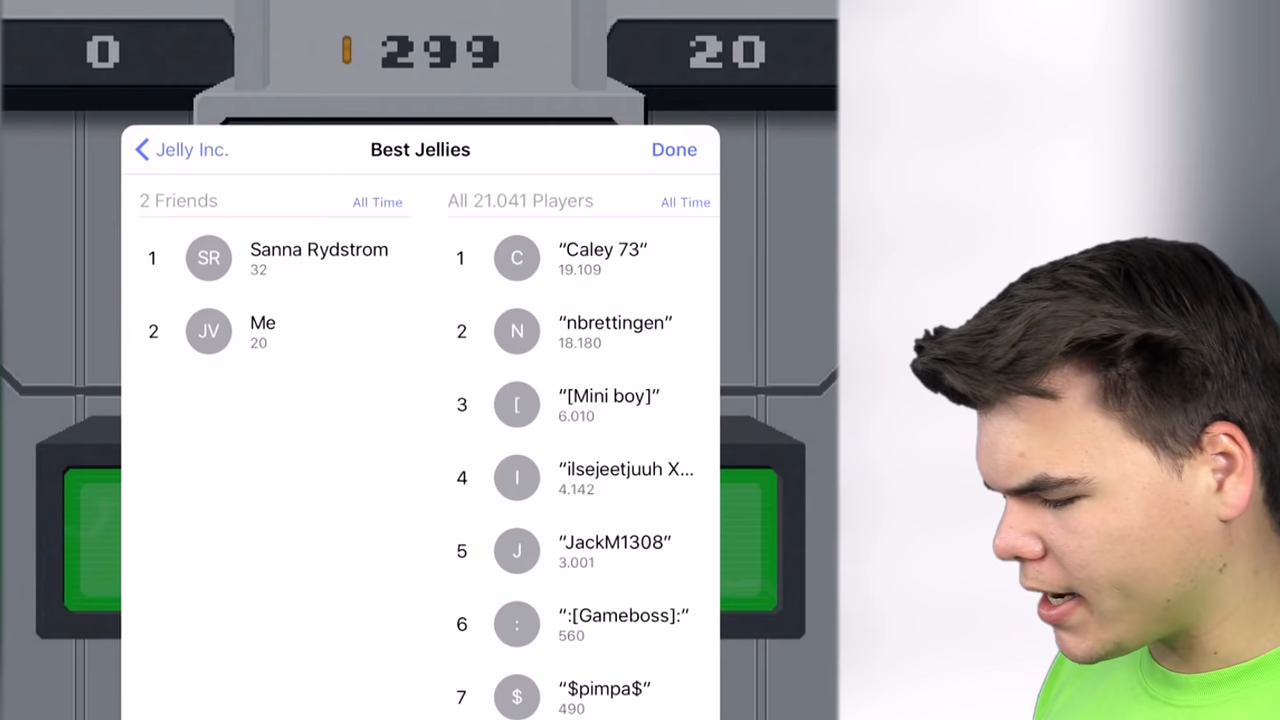 0
299
20
Jelly Inc.
Best Jellies
Done
2 Friends
All Time
1
SR
Sanna Rydstrom
32
2
JV
Me
20
All 21.041 Players
All Time
1
C
“Caley 73”
19.109
2
N
“nbrettingen”
18.180
3
[
“[Mini boy]”
6.010
4
I
“ilsejeetjuuh X...
4.142
5
J
“JackM1308”
3.001
6
:
“:[Gameboss]:”
560
7
$
“$pimpa$”
490